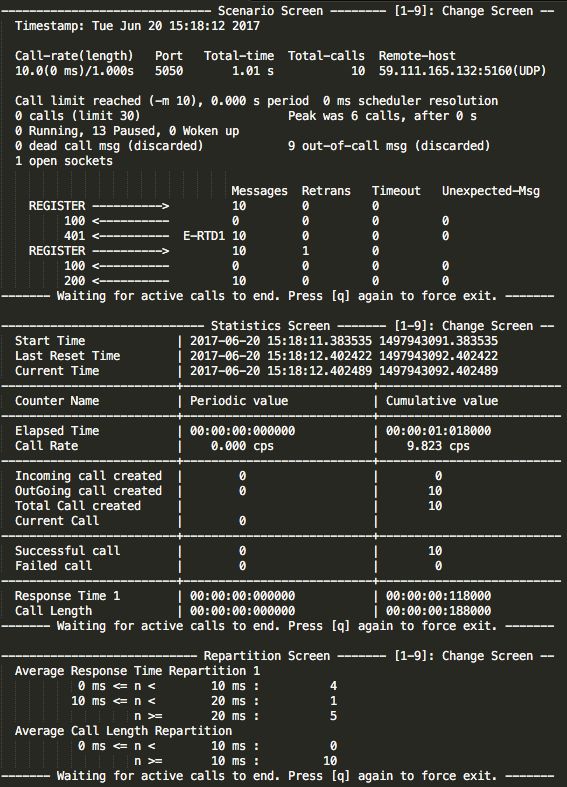 ------------------------------ Scenario Screen -------- [1-9]: Change Screen --
Timestamp: Tue Jun 20 15:18:12 2017
Call-rate(length)   Port   Total-time  Total-calls  Remote-host
10.0(0 ms)/1.000s   5050       1.01 s           10  59.111.165.132:5160(UDP)
Call limit reached (-m 10), 0.000 s period  0 ms scheduler resolution
0 calls (limit 30)                     Peak was 6 calls, after 0 s
0 Running, 13 Paused, 0 Woken up
0 dead call msg (discarded)            9 out-of-call msg (discarded)
1 open sockets
Messages  Retrans   Timeout   Unexpected-Msg
REGISTER ---------->         10        0         0
100 <----------         0         0         0         0
401 <----------  E-RTD1 10        0         0         0
REGISTER ---------->         10        1         0
100 <----------         0         0         0         0
200 <----------         10        0         0         0
------- Waiting for active calls to end. Press [q] again to force exit. -------
----------------------------- Statistics Screen ------- [1-9]: Change Screen --
Start Time             | 2017-06-20 15:18:11.383535 1497943091.383535
Last Reset Time        | 2017-06-20 15:18:12.402422 1497943092.402422
Current Time           | 2017-06-20 15:18:12.402489 1497943092.402489
-------------------------+---------------------------+--------------------------
Counter Name           | Periodic value            | Cumulative value
-------------------------+---------------------------+--------------------------
Elapsed Time           | 00:00:00:000000           | 00:00:01:018000
Call Rate              |    0.000 cps              |    9.823 cps
-------------------------+---------------------------+--------------------------
Incoming call created  |        0                  |        0
OutGoing call created  |        0                  |       10
Total Call created     |                           |       10
Current Call           |        0                  |
-------------------------+---------------------------+--------------------------
Successful call        |        0                  |       10
Failed call            |        0                  |        0
-------------------------+---------------------------+--------------------------
Response Time 1        | 00:00:00:000000           | 00:00:00:118000
Call Length            | 00:00:00:000000           | 00:00:00:188000
------- Waiting for active calls to end. Press [q] again to force exit. -------
---------------------------- Repartition Screen ------- [1-9]: Change Screen --
Average Response Time Repartition 1
0 ms <= n <        10 ms :          4
10 ms <= n <        20 ms :          1
n >=       20 ms :          5
Average Call Length Repartition
0 ms <= n <        10 ms :          0
n >=       10 ms :         10
------- Waiting for active calls to end. Press [q] again to force exit. -------